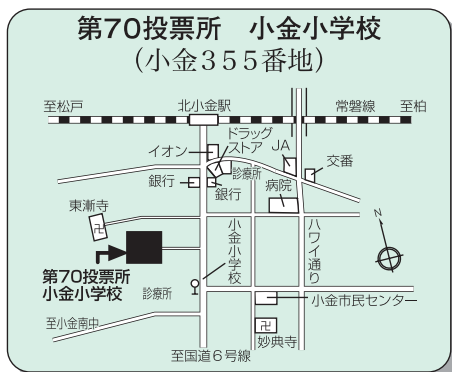 第70投票所　小金小学校
(小金355番地)
至松戸
北小金駅
常磐線
至柏
イオン
ドラッグ
ストア
JA
交番
診療所
銀行
銀行
病院
東漸寺
卍
小金小学校
ハワイ通り
N
第70投票所
小金小学校
診療所
小金市民センター
至小金南中
卍
妙典寺
至国道6号線